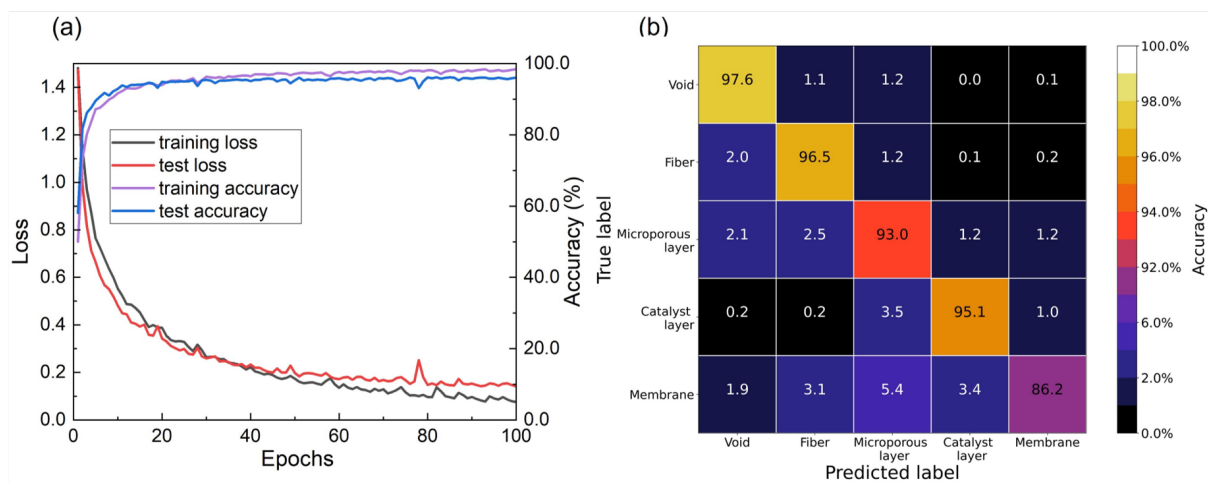 (a)
1.4
1.2
1.0
0.8
0.6
0.4
0.2
0.0
Loss
100.0
80.0
60.0
40.0
20.0
0.0
Accuracy (%)
training loss
test loss
training accuracy
test accuracy
0 20 40 60 80 100
Epochs
(b)
True label
Void 97.6 1.1 1.2 0.0 0.1
Fiber 2.0 96.5 1.2 0.1 0.2
Microporous
layer 2.1 2.5 93.0 1.2 1.2
Catalyst
layer 0.2 0.2 3.5 95.1 1.0
Membrane 1.9 3.1 5.4 3.4 86.2
Void Fiber Microporous
layer Catalyst
layer Membrane
Predicted label
100.0%
98.0%
96.0%
94.0%
92.0%
6.0%
2.0%
0.0%
Accuracy